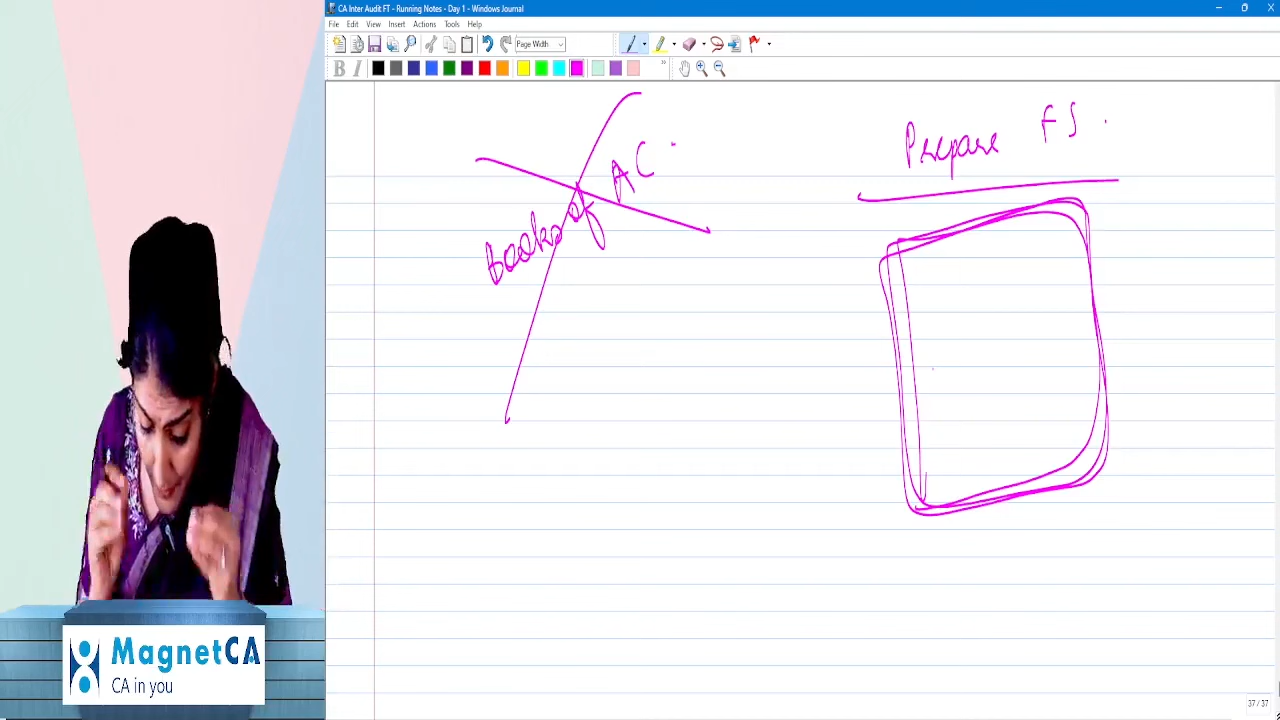 CA Inter Audit FT - Running Notes - Day 1 - Windows Journal
File Edit View Insert Actions Tools Help
Page Width
B I
Books of AC
Prepare FS.
MagnetCA
CA in you
37 / 37